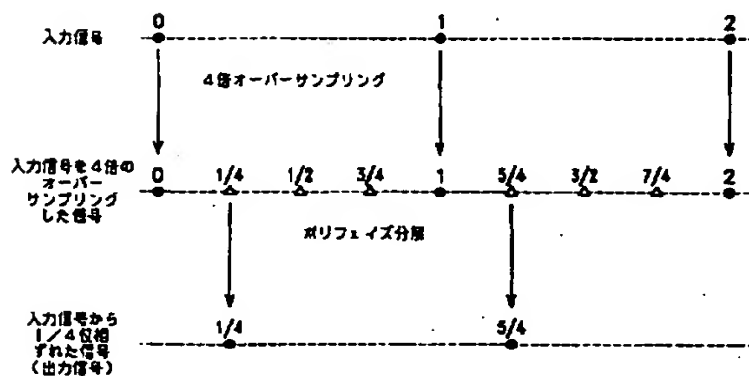 0 1 2
入力信号
4倍オーバーサンプリング
入力信号を4倍の
オーバー
サンプリング
した信号
0 1/4 1/2 3/4 1 5/4 3/2 7/4 2
ポリフェイズ分解
入力信号から
1/4位相
ずれた信号
(出力信号)
1/4 5/4